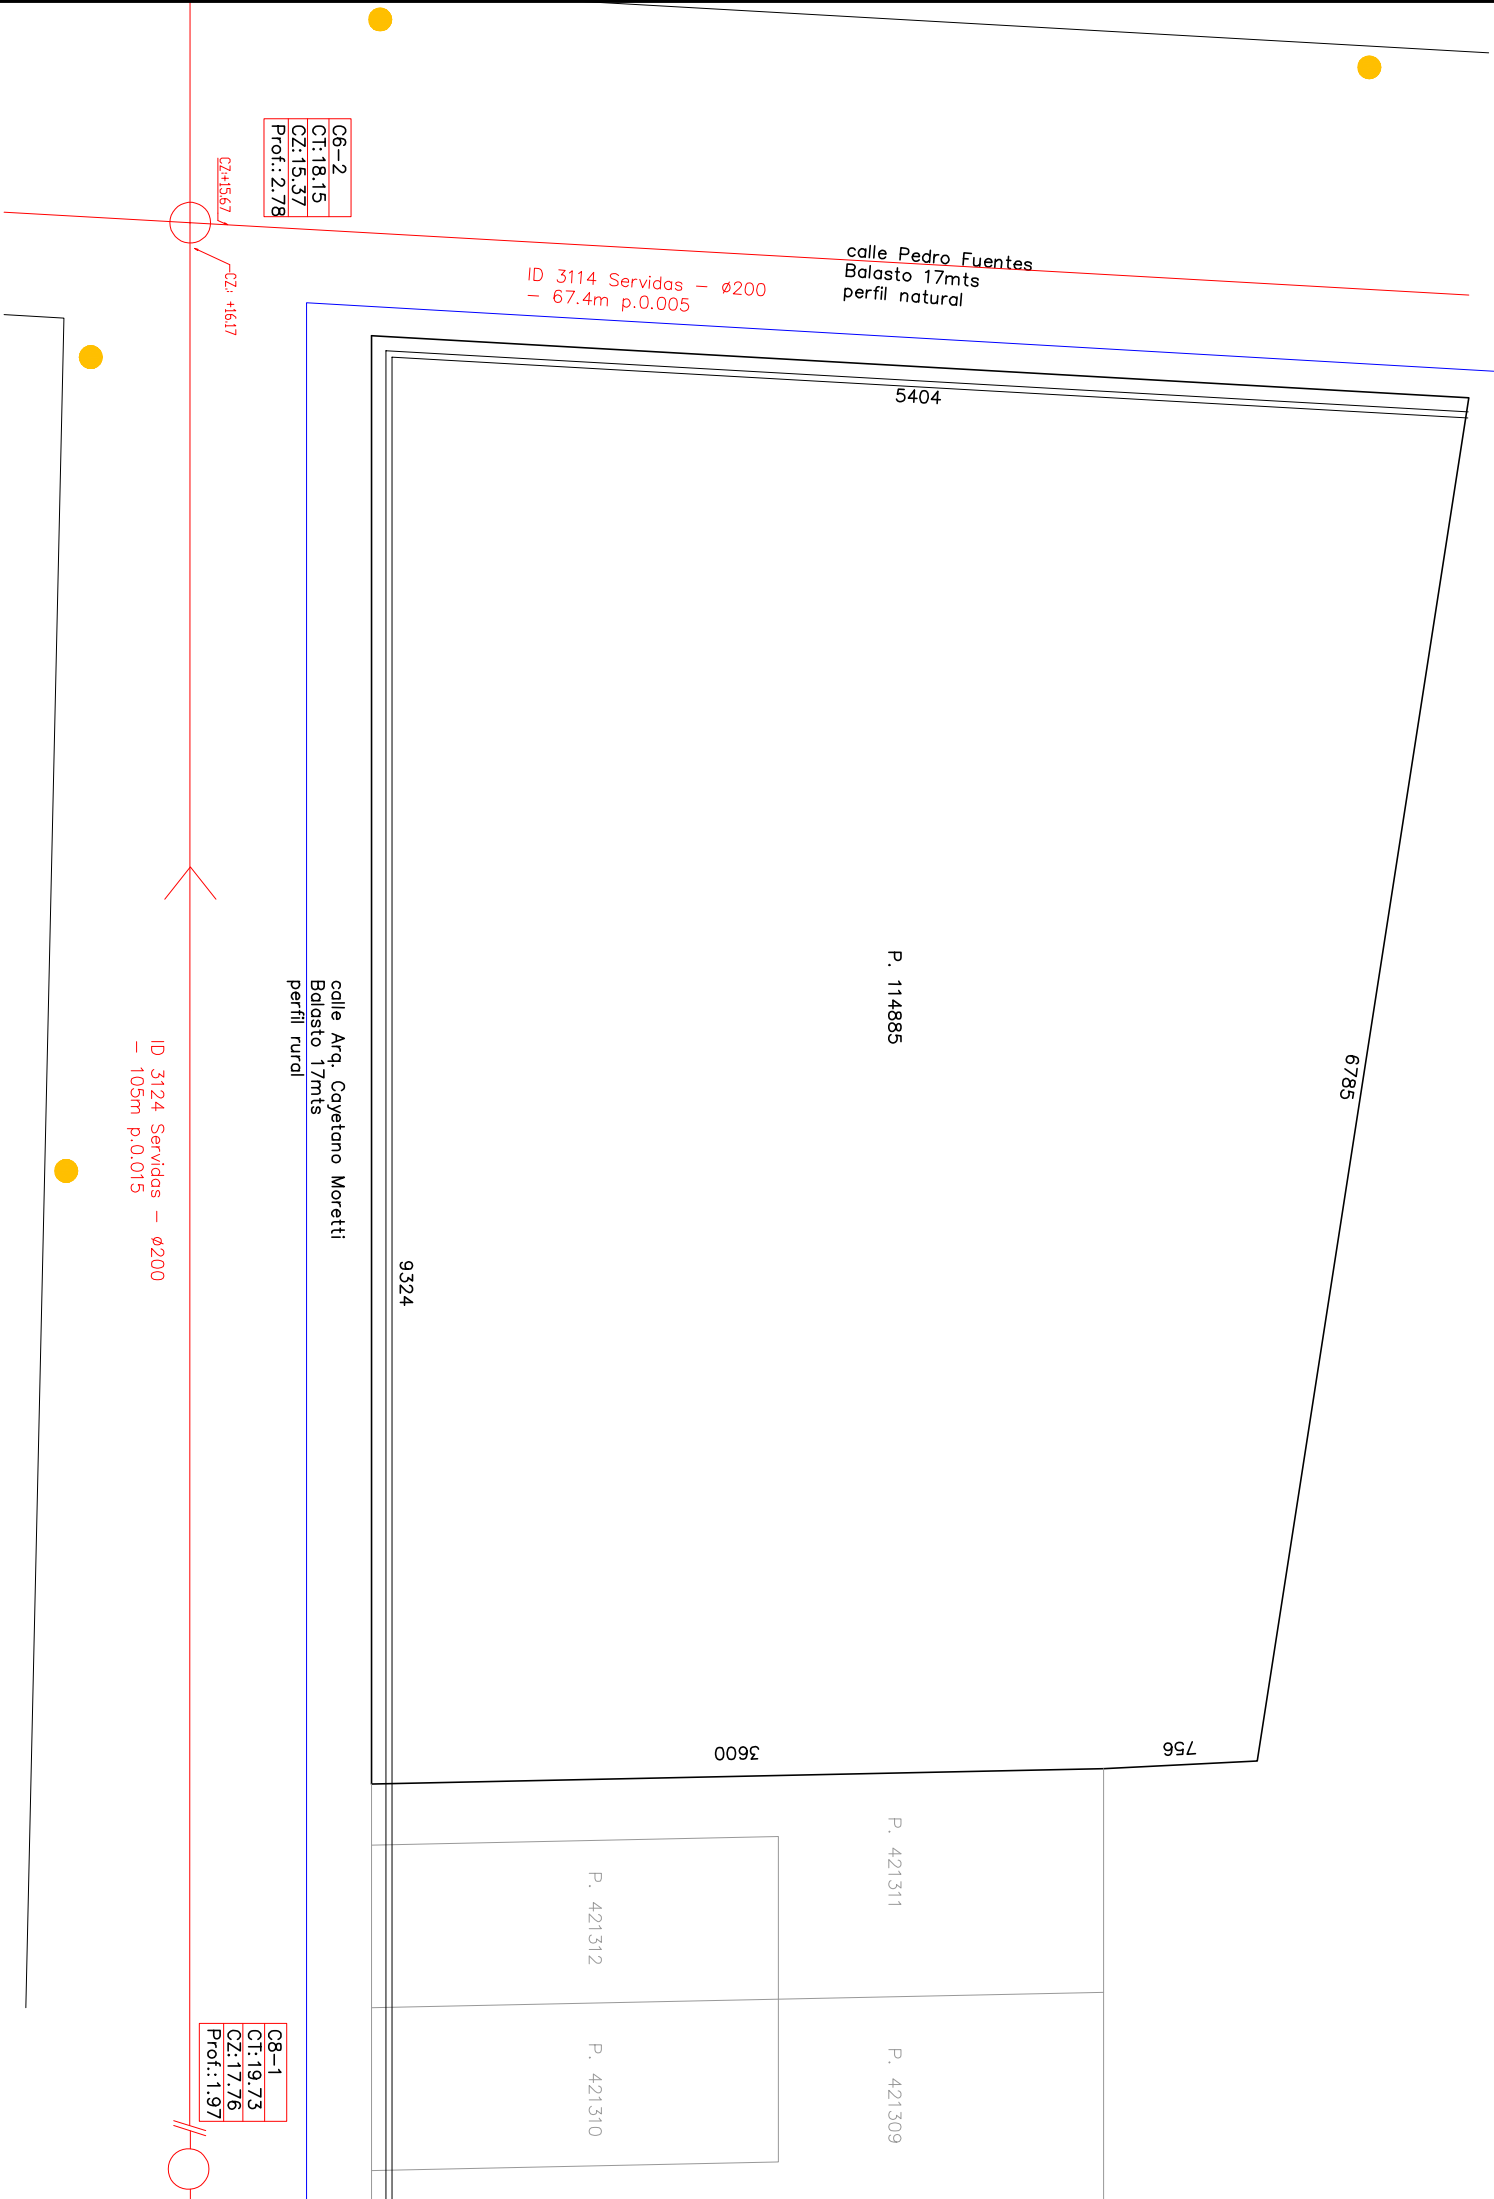 C6-2
CT:18.15
CZ:15.37
Prof.: 2.78
CZ:+15.67
CZ.: +16.17
ID 3114 Servidas - ø200
- 67.4m p.0.005
calle Pedro Fuentes
Balasto 17mts
perfil natural
5404
P. 114885
6785
calle Arq. Cayetano Moretti
Balasto 17mts
perfil rural
ID 3124 Servidas - ø200
- 105m p.0.015
9324
3600
756
P. 421311
P. 421312
P. 421310
P. 421309
C8-1
CT:19.73
CZ:17.76
Prof.:1.97